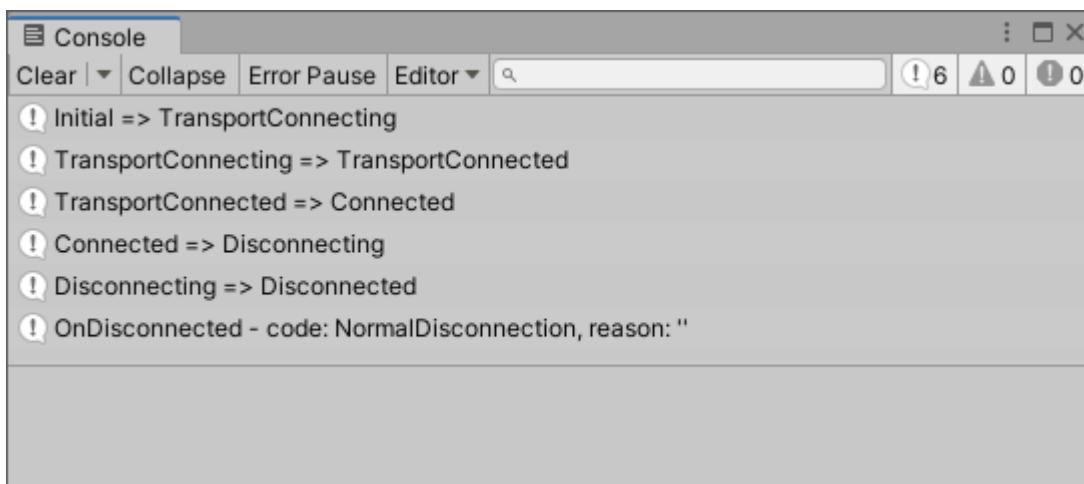 Console
Clear Collapse Error Pause Editor 6 0 0
Initial => TransportConnecting
TransportConnecting => TransportConnected
TransportConnected => Connected
Connected => Disconnecting
Disconnecting => Disconnected
OnDisconnected - code: NormalDisconnection, reason: ''